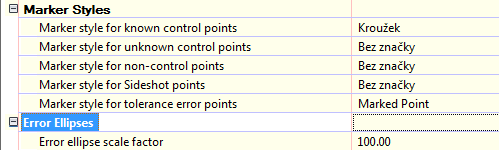 Marker Styles
Marker style for known control points Kroužek
Marker style for unknown control points Bez značky
Marker style for non-control points Bez značky
Marker style for Sideshot points Bez značky
Marker style for tolerance error points Marked Point
Error Ellipses
Error ellipse scale factor 100.00